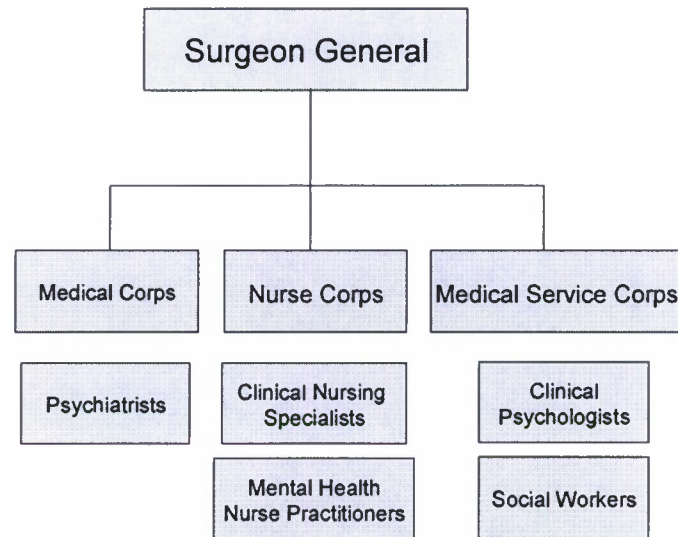 Surgeon General
Medical Corps
Nurse Corps
Medical Service Corps
Psychiatrists
Clinical Nursing
Specialists
Clinical
Psychologists
Mental Health
Nurse Practitioners
Social Workers